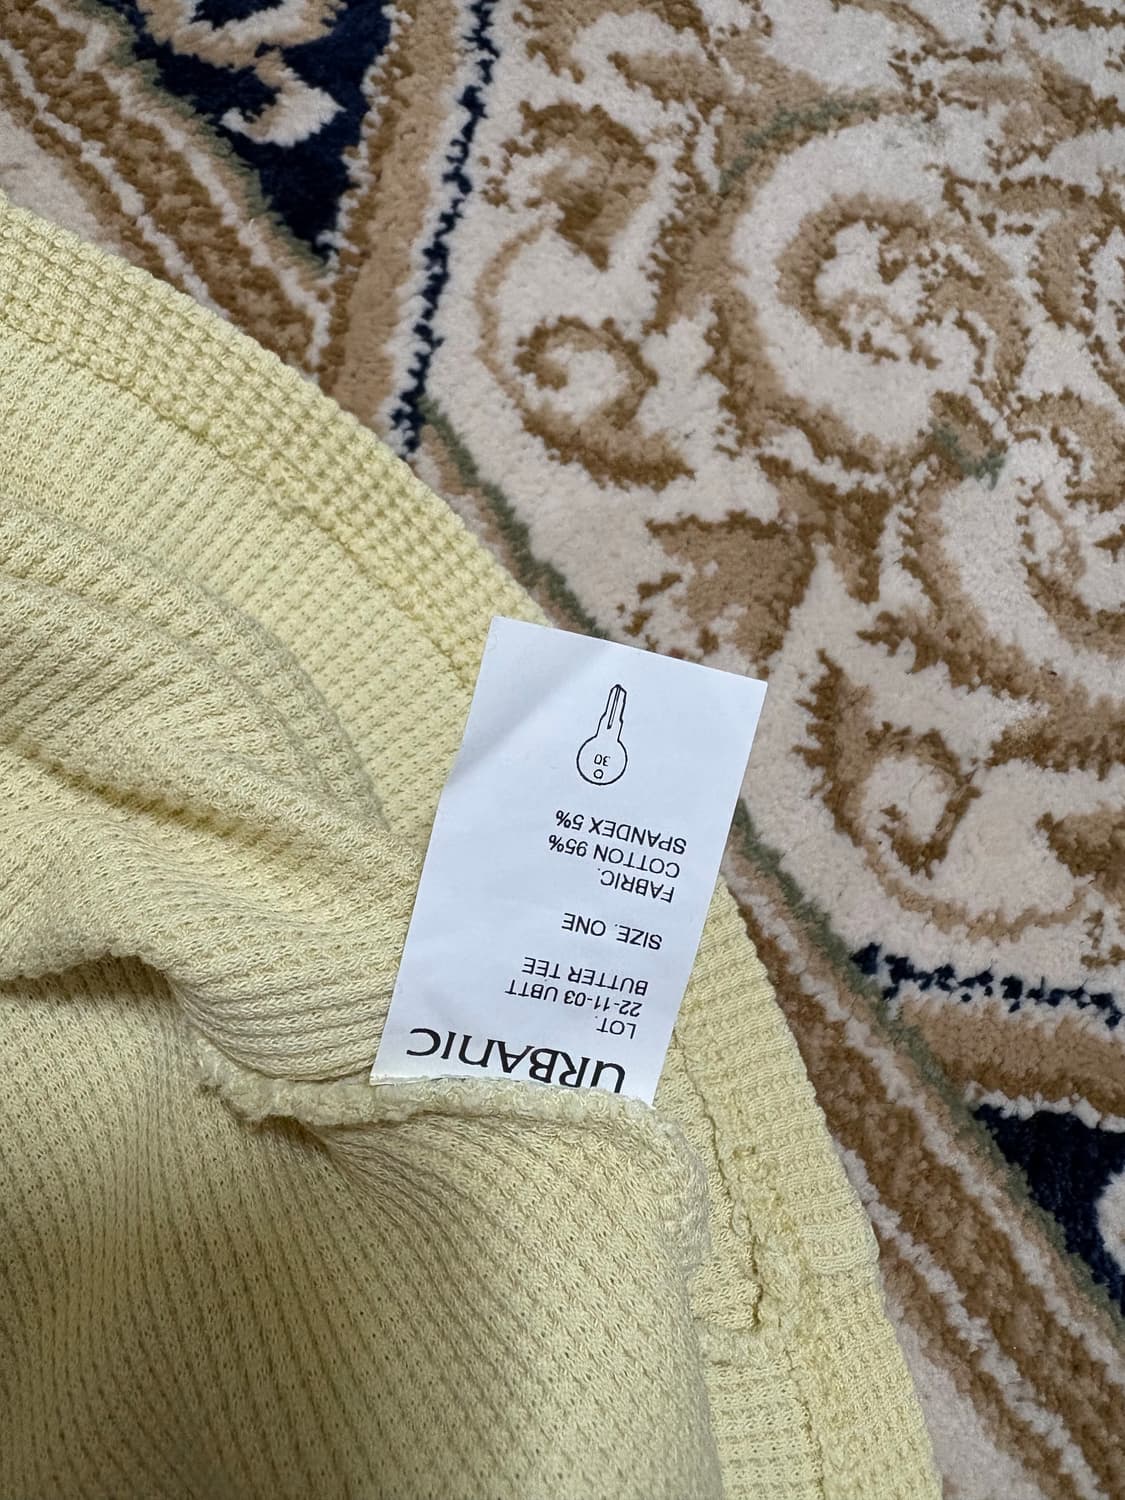 URBANIC
LOT.
22-11-03 UBTT
BUTTER TEE
SIZE. ONE
FABRIC.
COTTON 95%
SPANDEX 5%
30